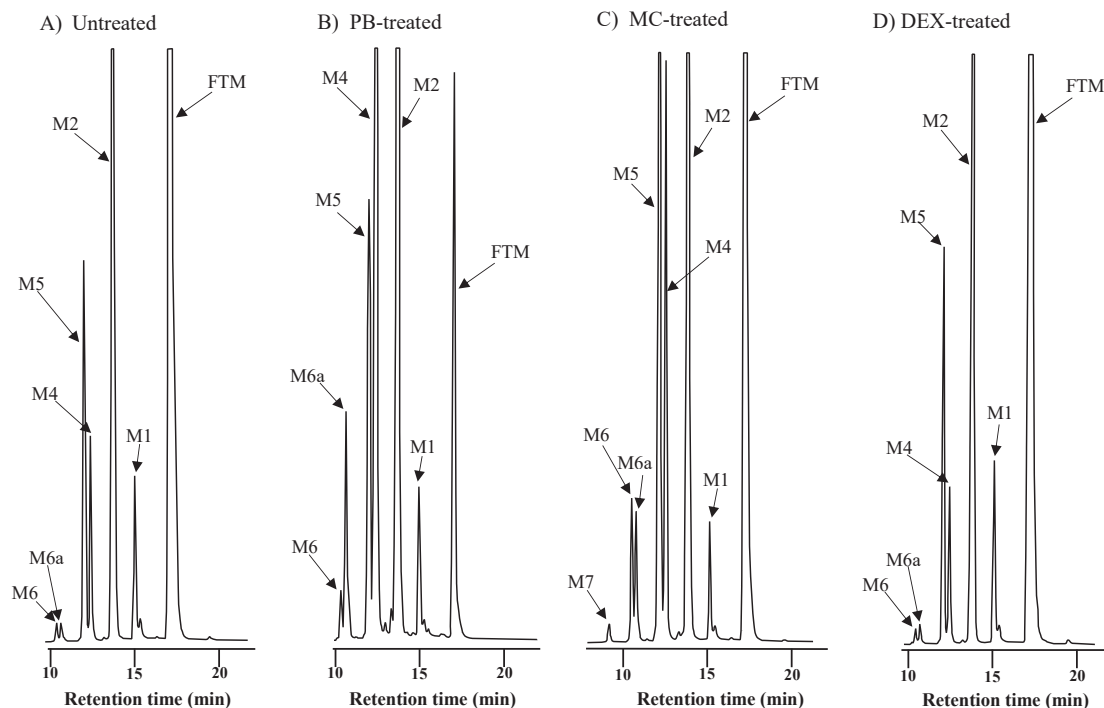 A) Untreated
M2
FTM
M5
M4
M1
M6a
M6
10 15 20
Retention time (min)
B) PB-treated
M4
M2
M5
FTM
M6a
M1
M6
10 15 20
Retention time (min)
C) MC-treated
FTM
M2
M5
M4
M6
M6a
M1
M7
10 15 20
Retention time (min)
D) DEX-treated
FTM
M2
M5
M1
M4
M6a
M6
10 15 20
Retention time (min)